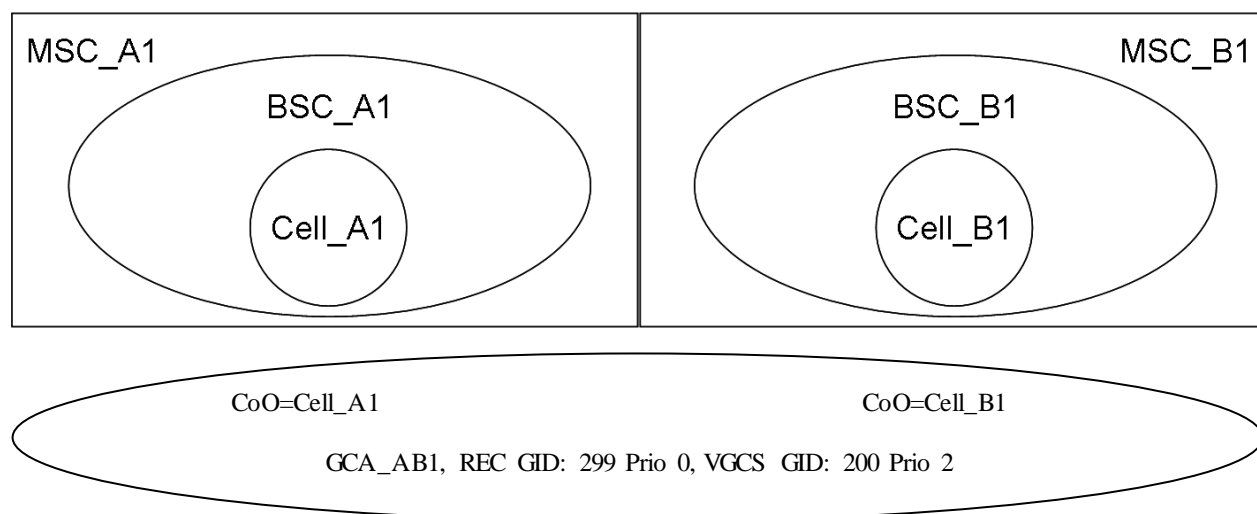 MSC_A1
MSC_B1
BSC_A1
BSC_B1
Cell_A1
Cell_B1
CoO=Cell_A1
CoO=Cell_B1
GCA_AB1, REC GID: 299 Prio 0, VGCS GID: 200 Prio 2